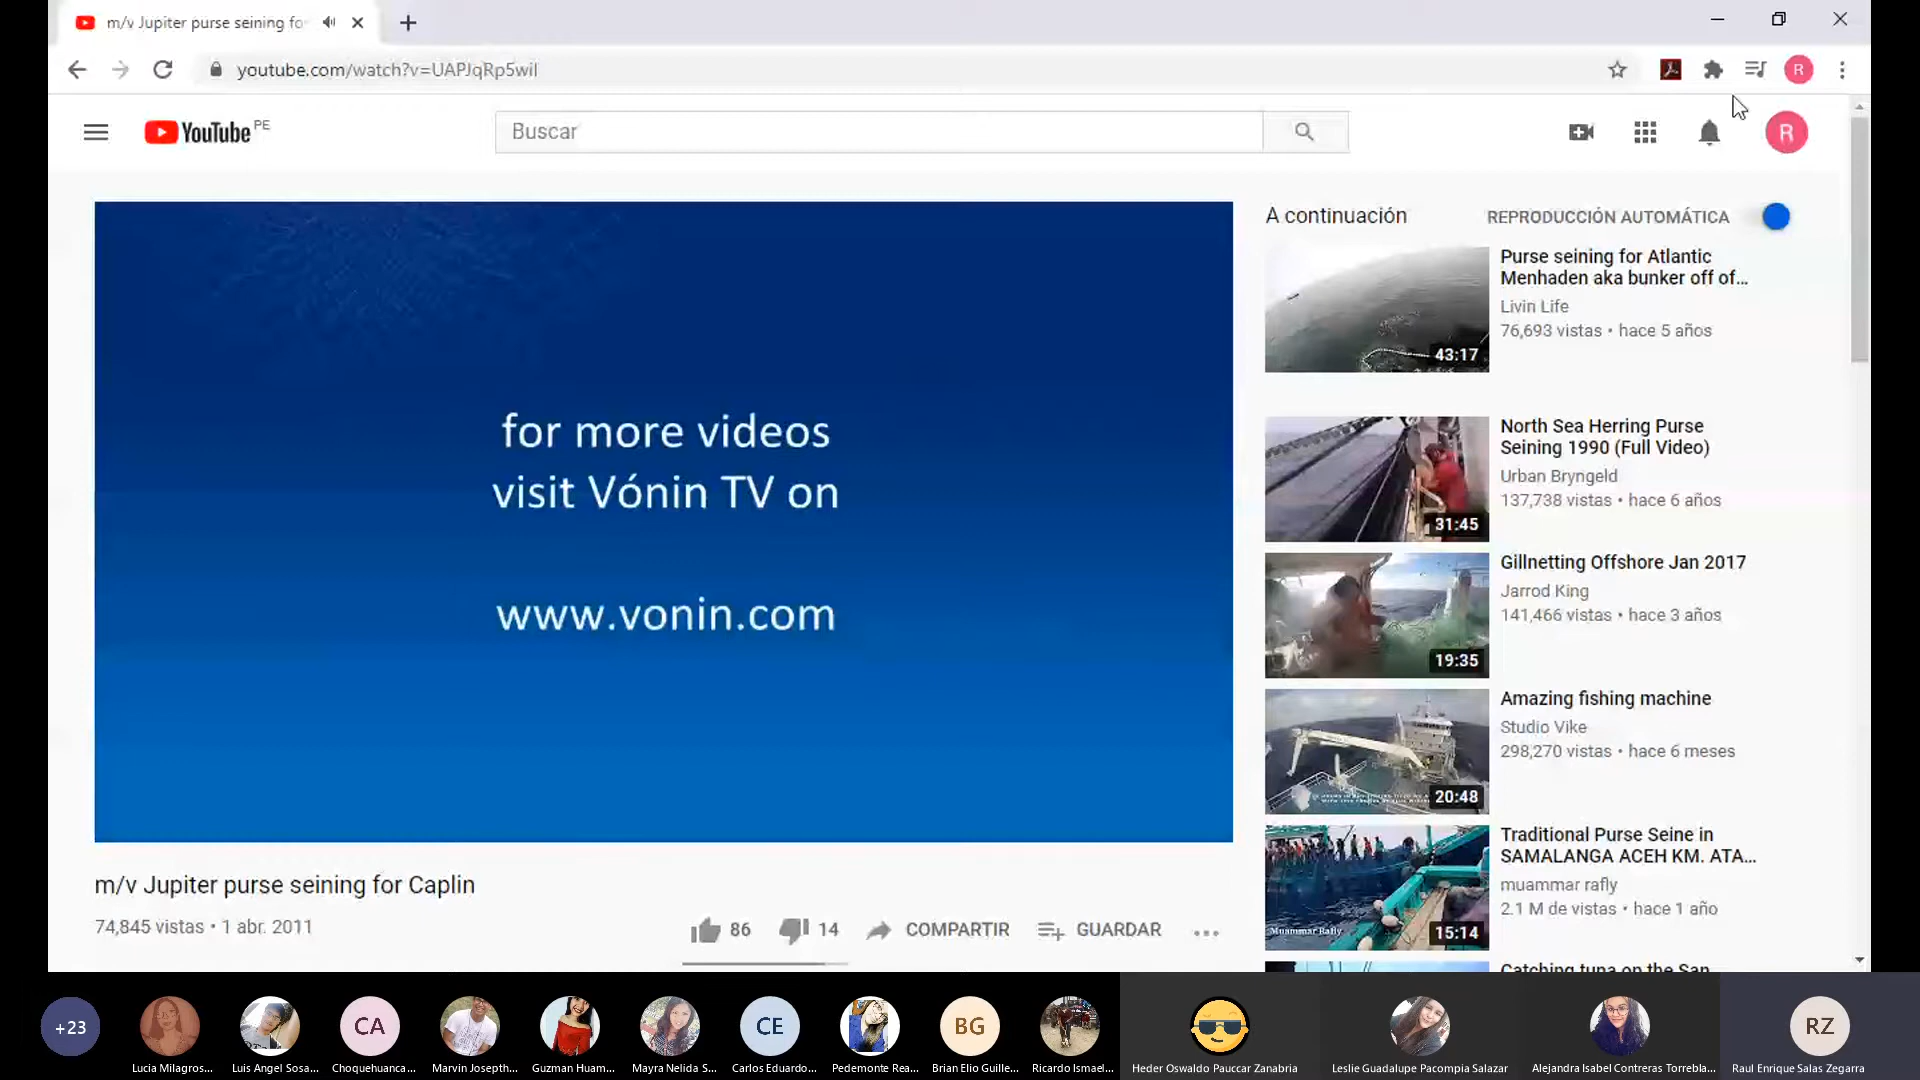 m/v Jupiter purse seining fo
youtube.com/watch?v=UAPJqRp5wiI
R
YouTube PE
Buscar
R
for more videos
visit Vónin TV on
www.vonin.com
m/v Jupiter purse seining for Caplin
74,845 vistas • 1 abr. 2011
86
14
COMPARTIR
GUARDAR
A continuación
REPRODUCCIÓN AUTOMÁTICA
43:17
Purse seining for Atlantic
Menhaden aka bunker off of...
Livin Life
76,693 vistas • hace 5 años
31:45
North Sea Herring Purse
Seining 1990 (Full Video)
Urban Bryngeld
137,738 vistas • hace 6 años
19:35
Gillnetting Offshore Jan 2017
Jarrod King
141,466 vistas • hace 3 años
20:48
Amazing fishing machine
Studio Vike
298,270 vistas • hace 6 meses
Muammar Rafly
15:14
Traditional Purse Seine in
SAMALANGA ACEH KM. ATA...
muammar rafly
2.1 M de vistas • hace 1 año
Catching tuna on the San
+23
Lucia Milagros...
Luis Angel Sosa...
CA
Choquehuanca...
Marvin Josepth...
Guzman Huam...
Mayra Nelida S...
CE
Carlos Eduardo...
Pedemonte Rea...
BG
Brian Elio Guille...
Ricardo Ismael...
Heder Oswaldo Pauccar Zanabria
Leslie Guadalupe Pacompia Salazar
Alejandra Isabel Contreras Torrebla...
RZ
Raul Enrique Salas Zegarra